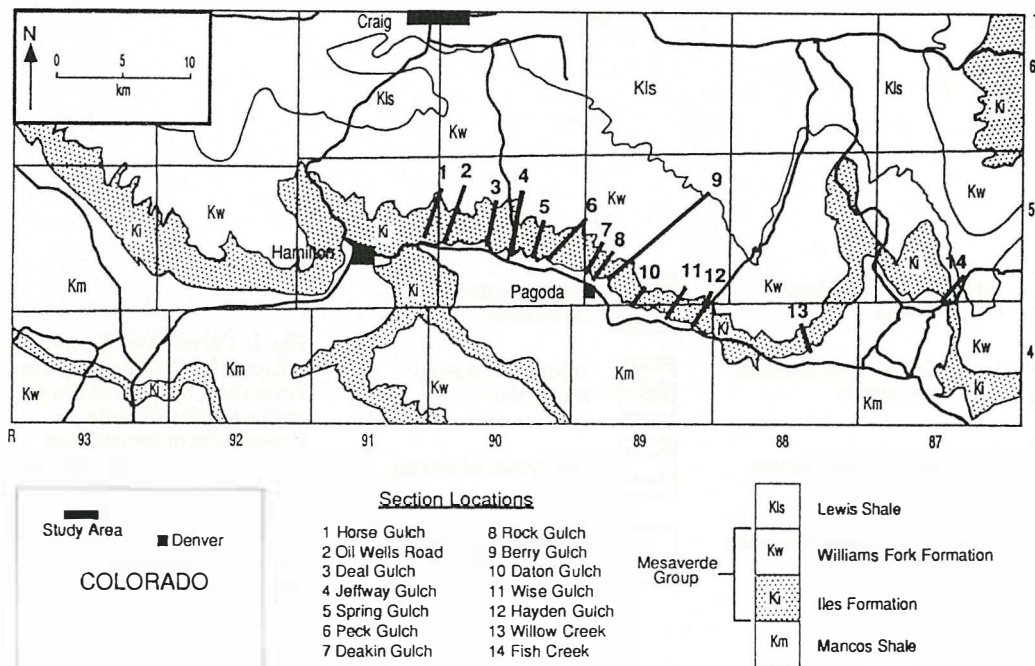 Craig
T
N
6
0 5 10
km
Kls
Kls
Kls
Ki
Kw
1 2 3 4 9
Kw
Kw
Kw
5
Ki
Ki
5 6
7
8
Hamilton
Ki
Km
Ki
10 11 12
14
Pagoda
Kw
13
Ki
Kw
4
Kw
Ki
Km
Kw
Km
Km
Ki
R 93 92 91 90 89 88 87
Study Area
Denver
COLORADO
Section Locations
1 Horse Gulch
2 Oil Wells Road
3 Deal Gulch
4 Jeffway Gulch
5 Spring Gulch
6 Peck Gulch
7 Deakin Gulch
8 Rock Gulch
9 Berry Gulch
10 Daton Gulch
11 Wise Gulch
12 Hayden Gulch
13 Willow Creek
14 Fish Creek
Mesaverde
Group
Kls Lewis Shale
Kw Williams Fork Formation
Ki Iles Formation
Km Mancos Shale